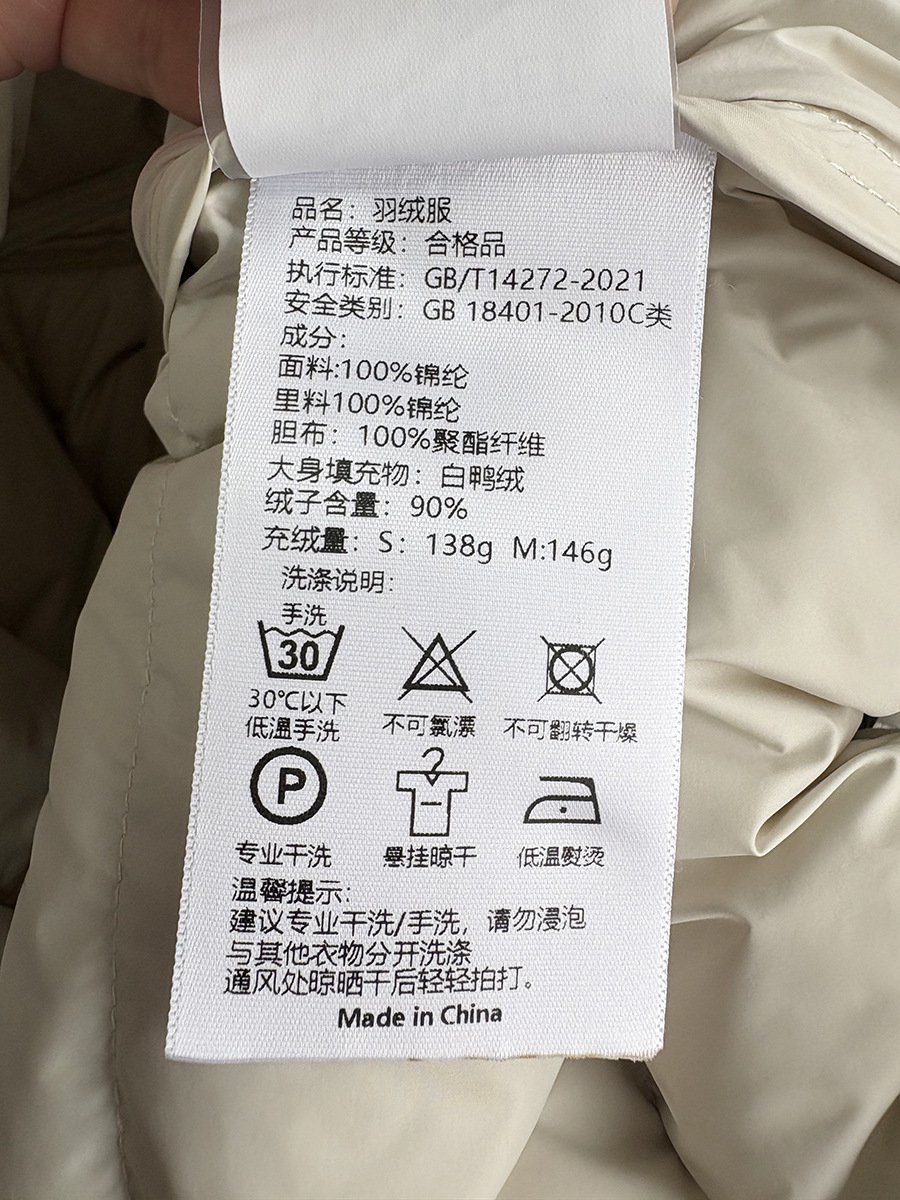 品名：羽绒服
产品等级：合格品
执行标准：GB/T14272-2021
安全类别：GB 18401-2010C类
成分：
面料:100%锦纶
里料100%锦纶
胆布：100%聚酯纤维
大身填充物：白鸭绒
绒子含量：90%
充绒量：S：138g M:146g
洗涤说明：
手洗
30
30℃以下
低温手洗
不可氯漂
不可翻转干燥
P
专业干洗
悬挂晾干
低温熨烫
温馨提示：
建议专业干洗/手洗，请勿浸泡
与其他衣物分开洗涤
通风处晾晒干后轻轻拍打。
Made in China